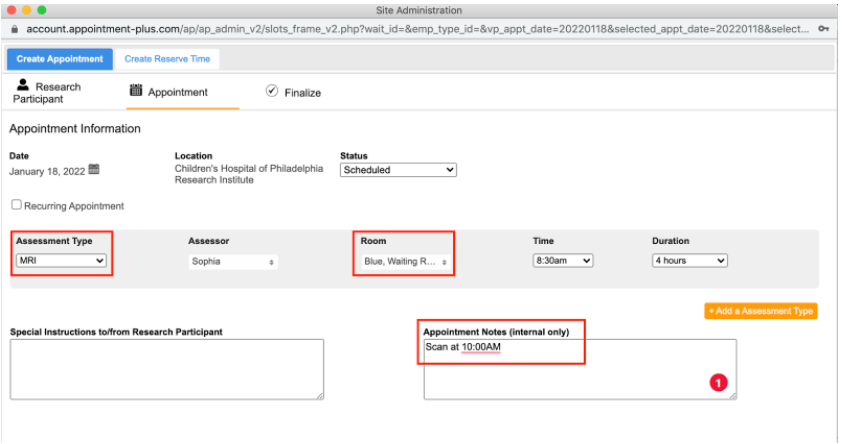 Site Administration
account.appointment-plus.com/ap/ap_admin_v2/slots_frame_v2.php?wait_id=&emp_type_id=&vp_appt_date=20220118&selected_appt_date=20220118&select...
Create Appointment Create Reserve Time
Research
Participant
Appointment
Finalize
Appointment Information
Date Location Status
January 18, 2022 Children's Hospital of Philadelphia Scheduled
Research Institute
Recurring Appointment
Assessment Type Assessor Room Time Duration
MRI Sophia Blue, Waiting R... 8:30am 4 hours
+ Add a Assessment Type
Special Instructions to/from Research Participant Appointment Notes (internal only)
Scan at 10:00AM
1